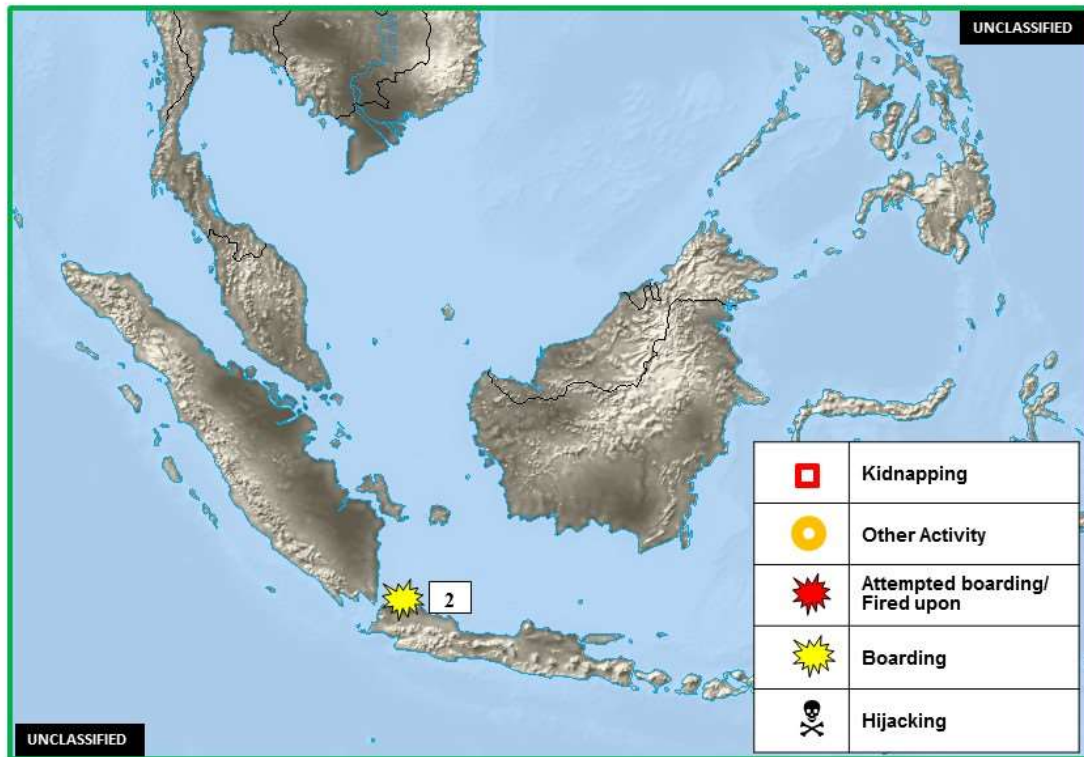 UNCLASSIFIED
2
Kidnapping
Other Activity
Attempted boarding/
Fired upon
Boarding
Hijacking
UNCLASSIFIED